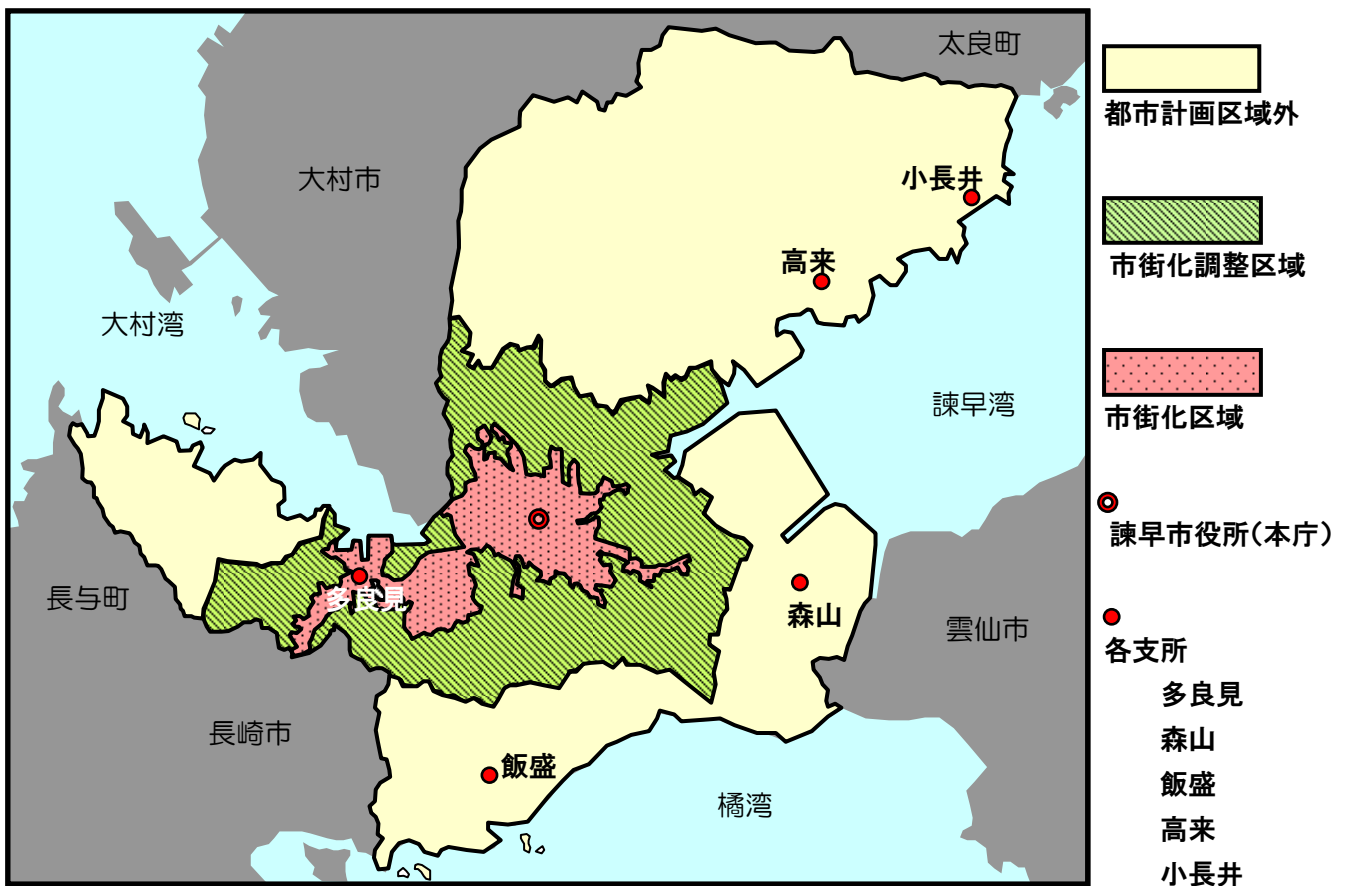 太良町
大村市
小長井
高来
大村湾
諫早湾
長与町
多良見
森山
雲仙市
長崎市
飯盛
橘湾
都市計画区域外
市街化調整区域
市街化区域
諫早市役所(本庁)
各支所
多良見
森山
飯盛
高来
小長井